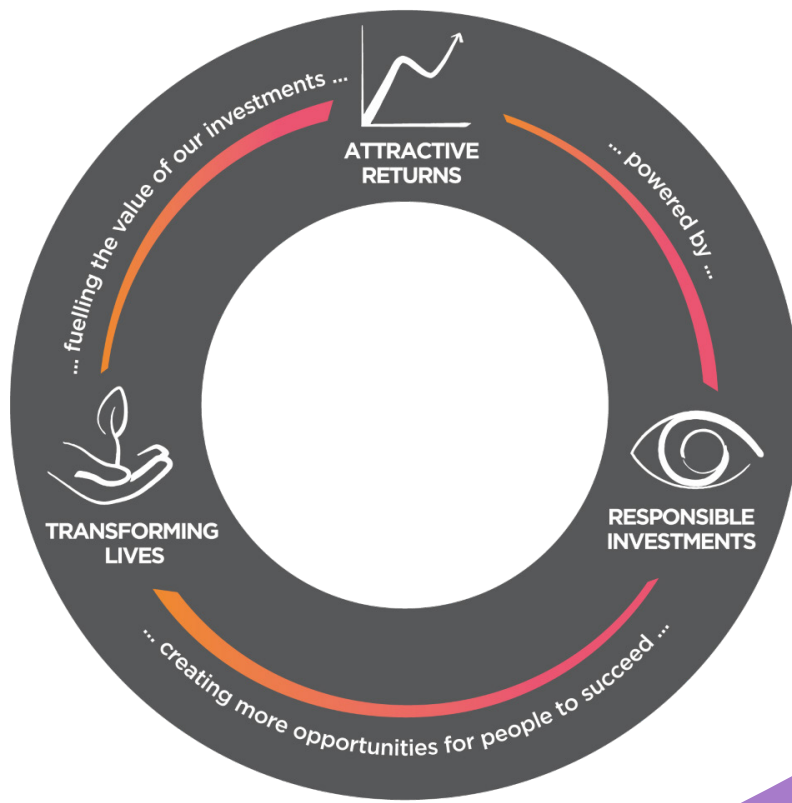 ATTRACTIVE
RETURNS
... powered by ...
RESPONSIBLE
INVESTMENTS
... creating more opportunities for people to succeed ...
TRANSFORMING
LIVES
... fuelling the value of our investments ...